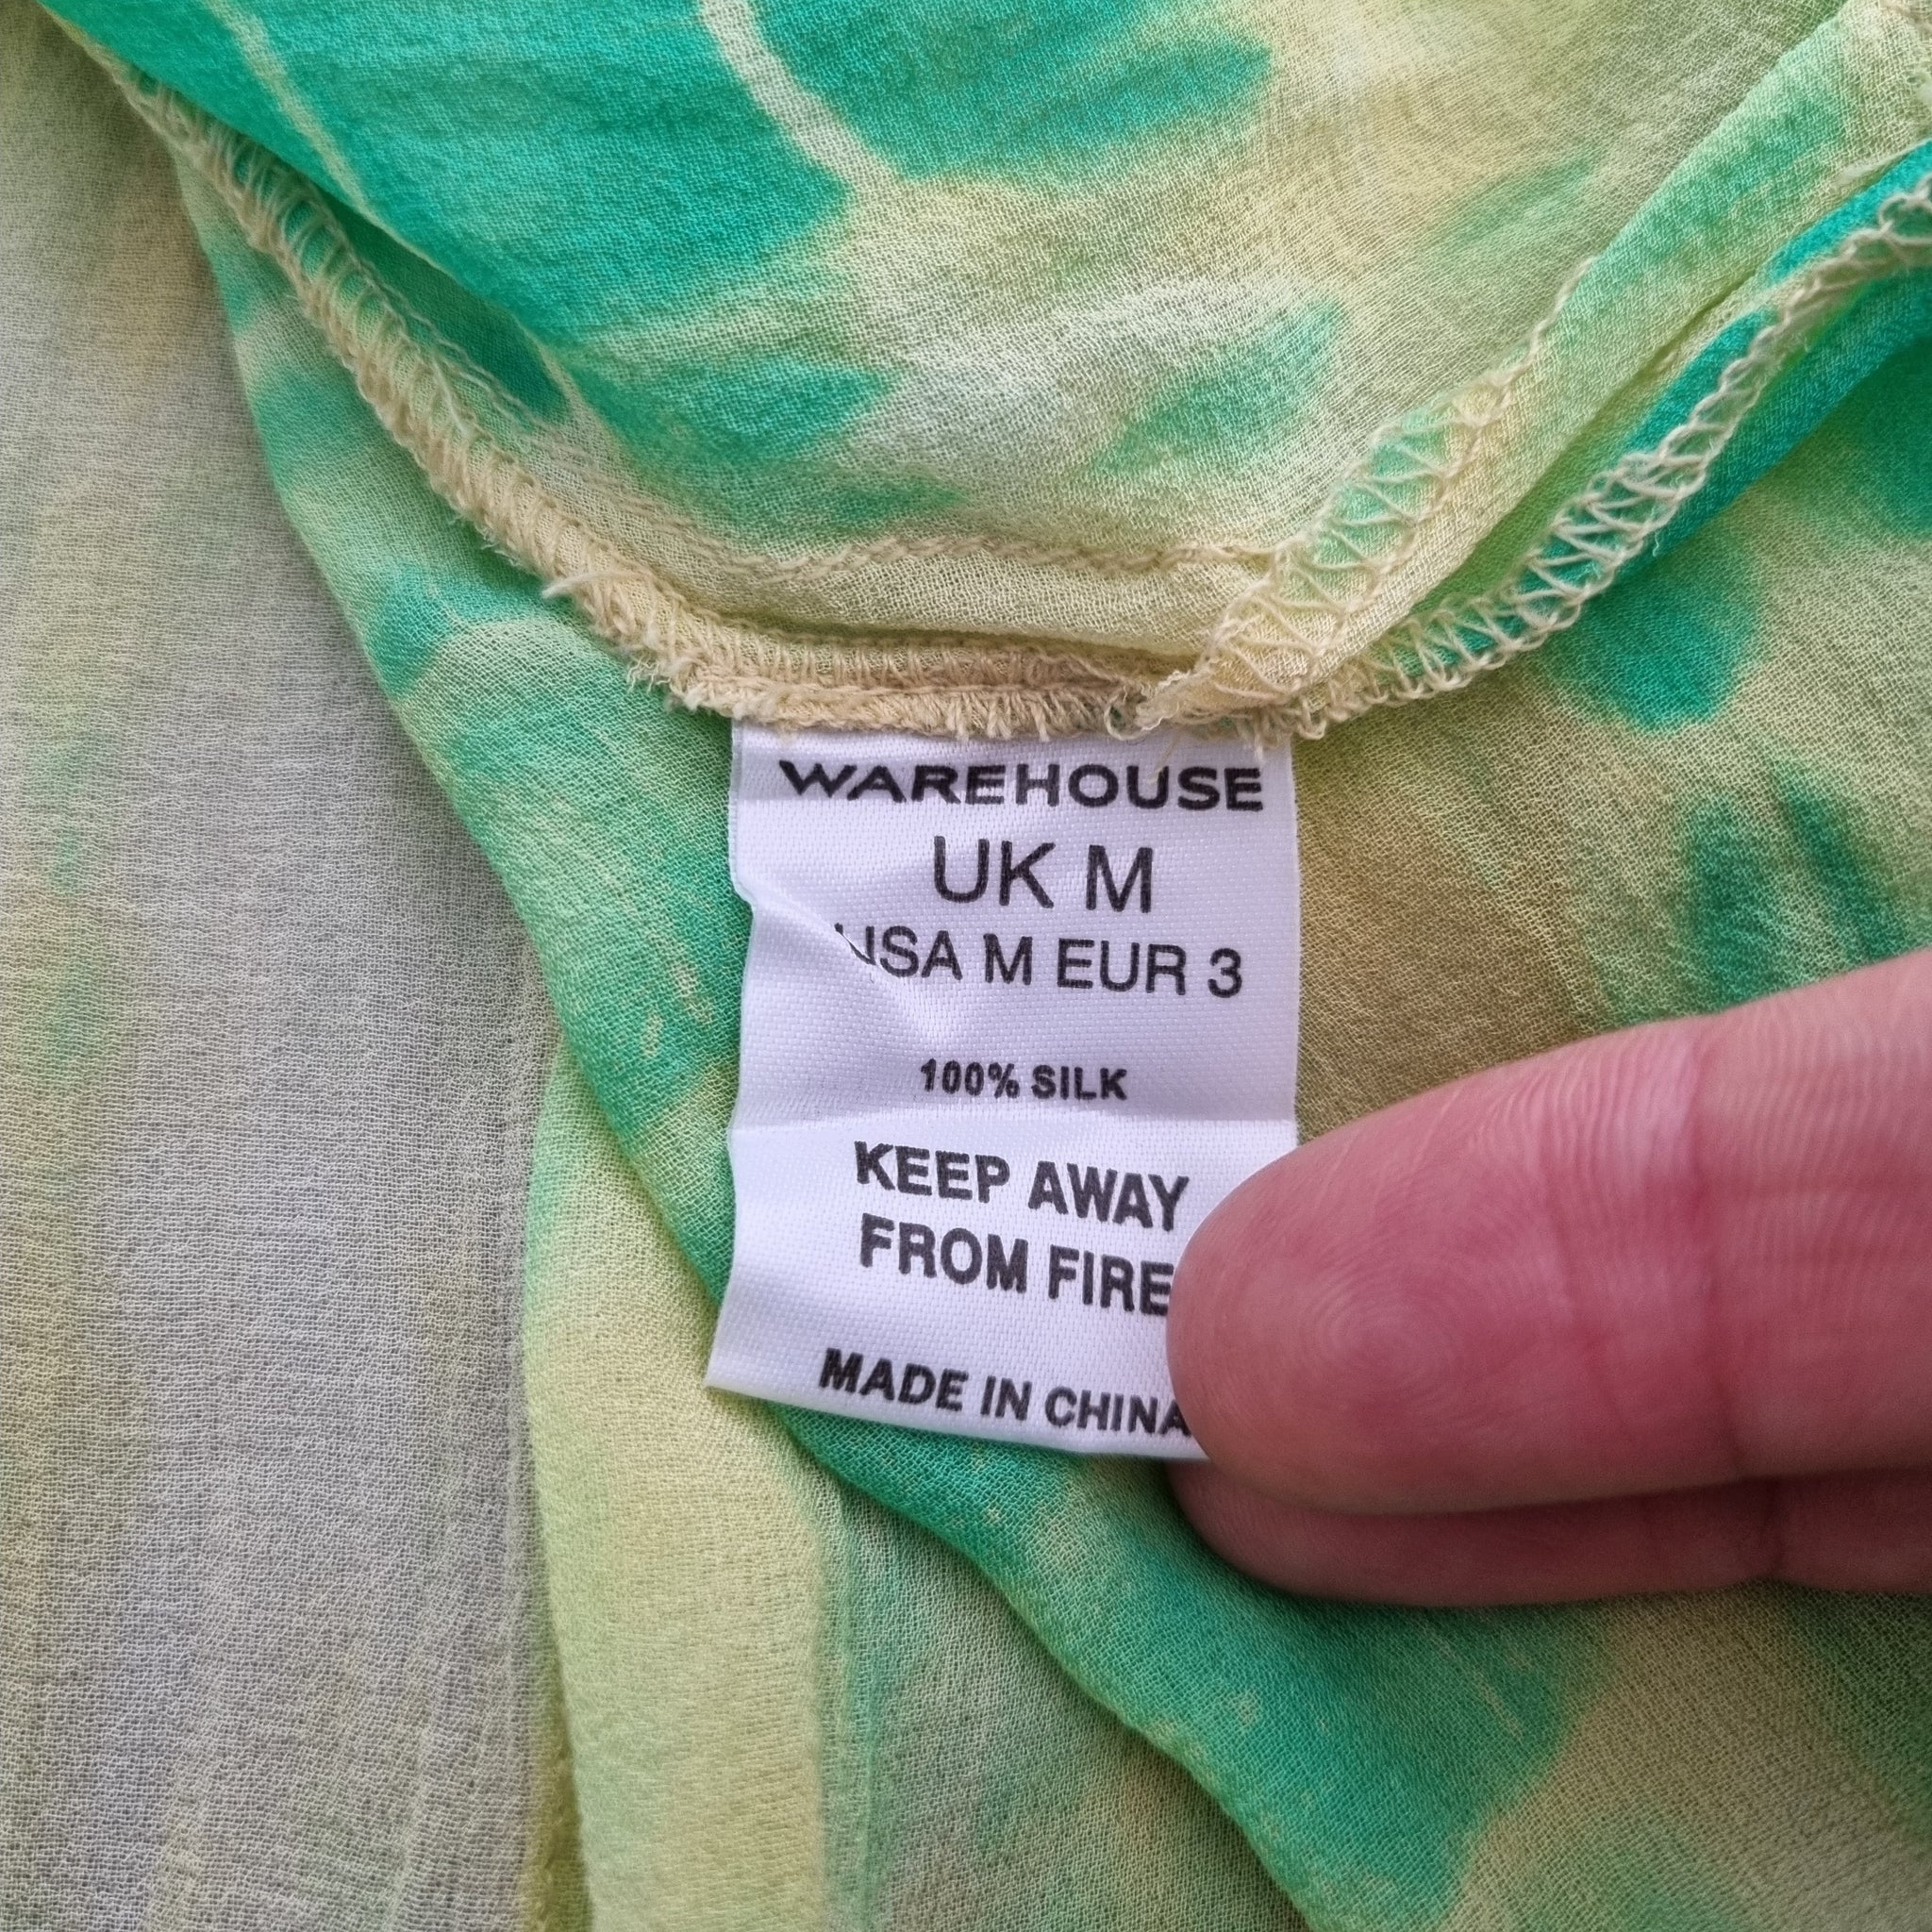 WAREHOUSE
UK M
USA M EUR 3
100% SILK
KEEP AWAY
FROM FIRE
MADE IN CHINA